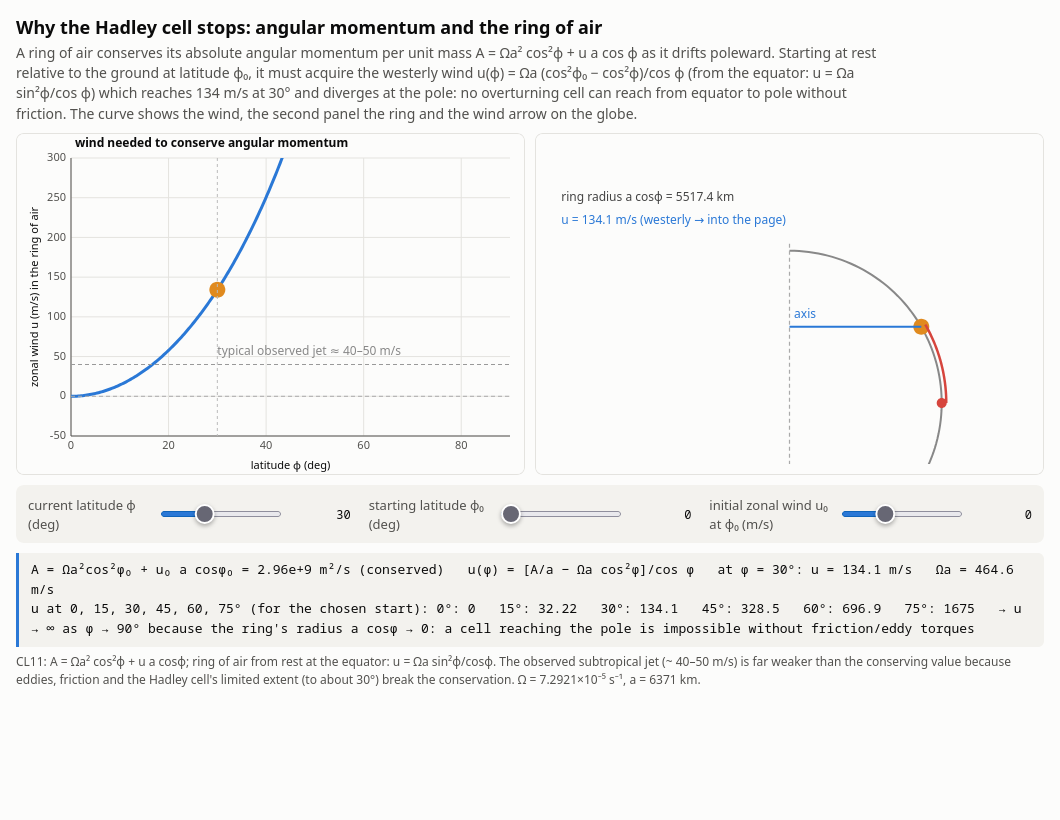 Why the Hadley cell stops: angular momentum and the ring of air
A ring of air conserves its absolute angular momentum per unit mass A = Ωa² cos²ϕ + u a cos ϕ as it drifts poleward. Starting at rest
relative to the ground at latitude ϕ₀, it must acquire the westerly wind u(ϕ) = Ωa (cos²ϕ₀ − cos²ϕ)/cos ϕ (from the equator: u = Ωa
sin²ϕ/cos ϕ) which reaches 134 m/s at 30° and diverges at the pole: no overturning cell can reach from equator to pole without
friction. The curve shows the wind, the second panel the ring and the wind arrow on the globe.
wind needed to conserve angular momentum
300
250
200
150
100
50
0
-50
zonal wind u (m/s) in the ring of air
typical observed jet ≈ 40–50 m/s
0 20 40 60 80
latitude ϕ (deg)
ring radius a cosϕ = 5517.4 km
u = 134.1 m/s (westerly → into the page)
axis
current latitude ϕ
(deg)
30
starting latitude ϕ₀
(deg)
0
initial zonal wind u₀
at ϕ₀ (m/s)
0
A = Ωa²cos²φ₀ + u₀ a cosφ₀ = 2.96e+9 m²/s (conserved) u(φ) = [A/a − Ωa cos²φ]/cos φ at φ = 30°: u = 134.1 m/s Ωa = 464.6
m/s
u at 0, 15, 30, 45, 60, 75° (for the chosen start): 0°: 0 15°: 32.22 30°: 134.1 45°: 328.5 60°: 696.9 75°: 1675 → u
→ ∞ as φ → 90° because the ring's radius a cosφ → 0: a cell reaching the pole is impossible without friction/eddy torques
CL11: A = Ωa² cos²ϕ + u a cosϕ; ring of air from rest at the equator: u = Ωa sin²ϕ/cosϕ. The observed subtropical jet (~ 40–50 m/s) is far weaker than the conserving value because
eddies, friction and the Hadley cell's limited extent (to about 30°) break the conservation. Ω = 7.2921×10⁻⁵ s⁻¹, a = 6371 km.